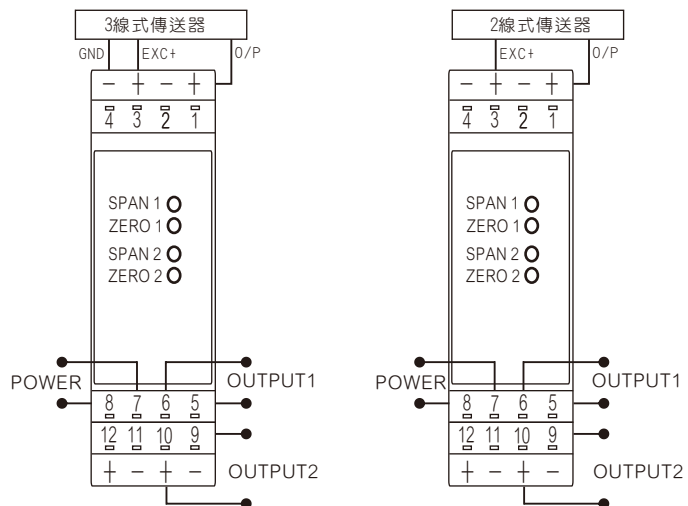 3線式傳送器
GND EXC+ O/P
− + − +
4 3 2 1
SPAN 1
ZERO 1
SPAN 2
ZERO 2
POWER
OUTPUT1
8 7 6 5
12 11 10 9
+ − + −
OUTPUT2
2線式傳送器
EXC+ O/P
− + − +
4 3 2 1
SPAN 1
ZERO 1
SPAN 2
ZERO 2
POWER
OUTPUT1
8 7 6 5
12 11 10 9
+ − + −
OUTPUT2